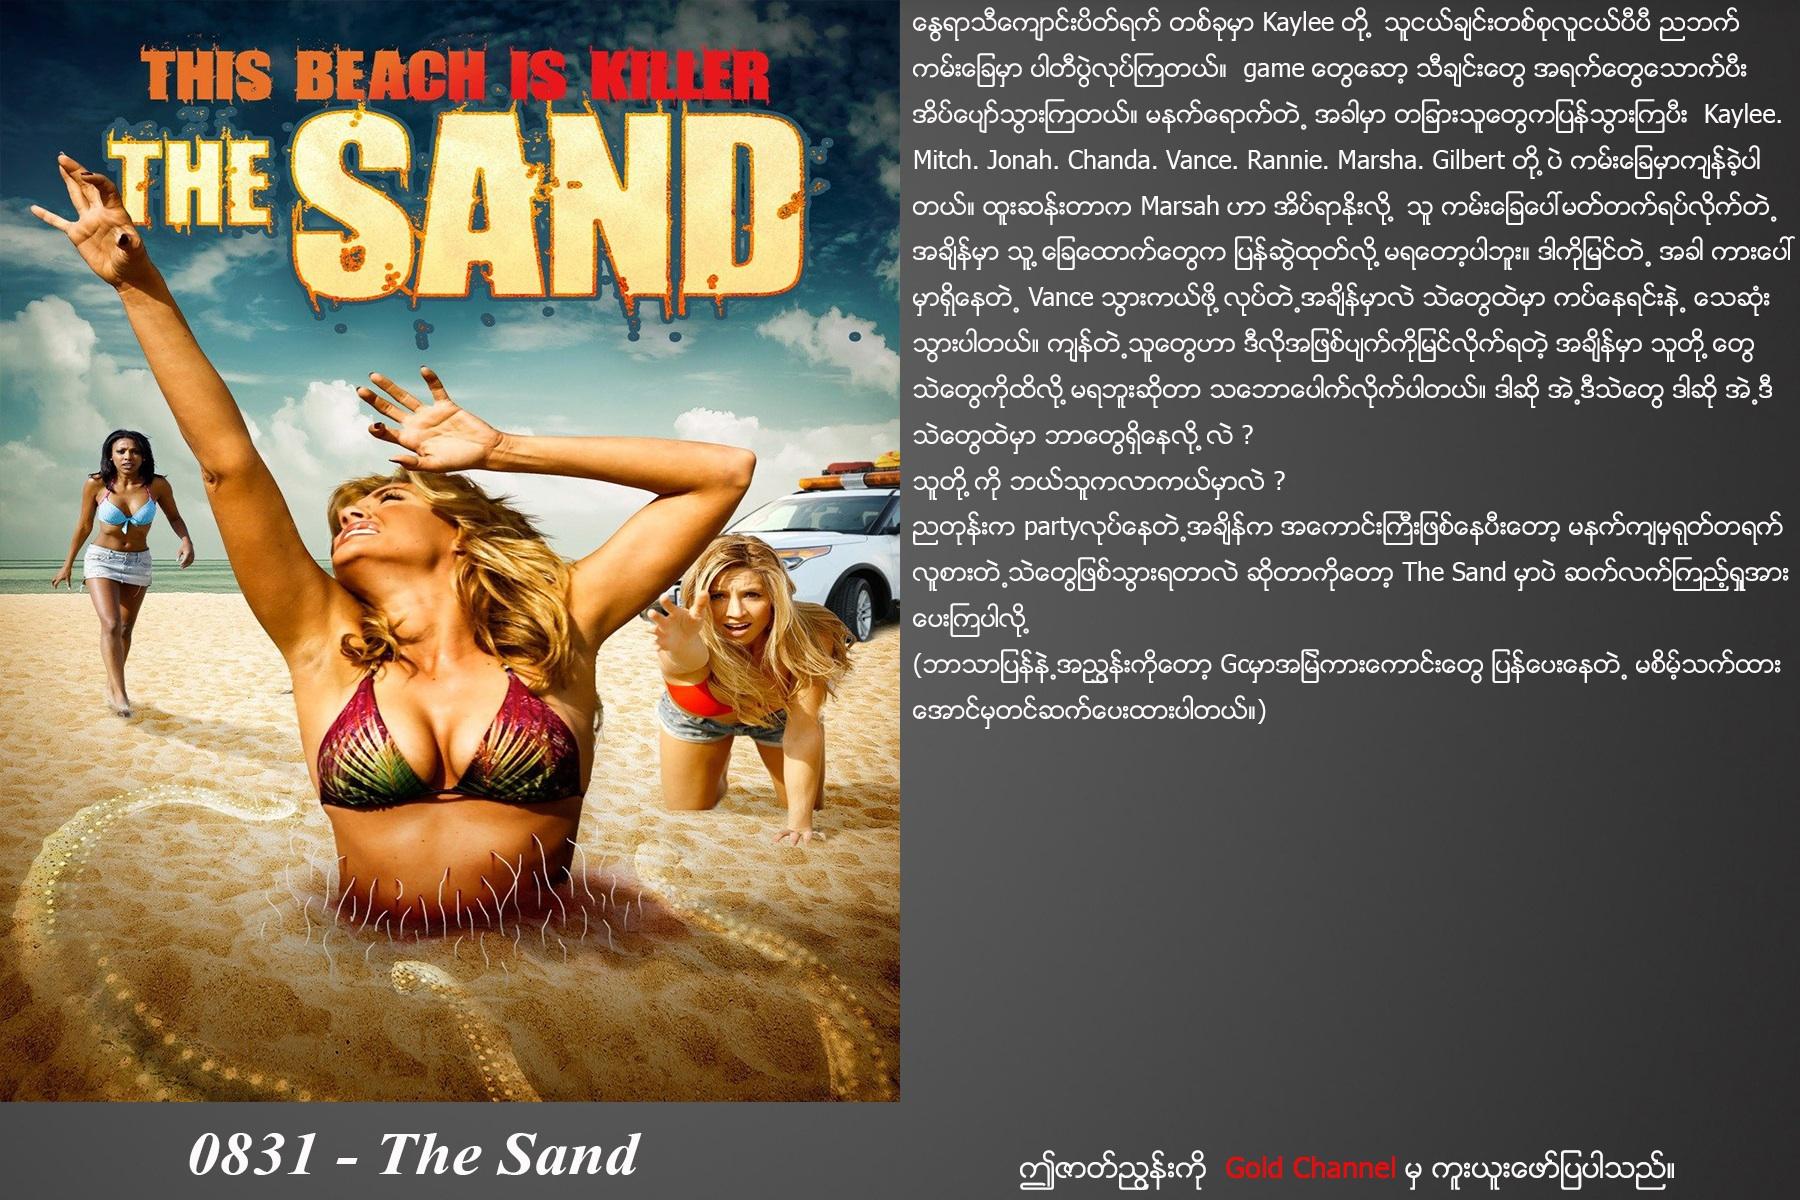 THIS BEACH IS KILLER
THE SAND
နွေရာသီကျောင်းပိတ်ရက် တစ်ခုမှာ Kaylee တို့ သူငယ်ချင်းတစ်စုလူငယ်ပီပီ ညဘက်
ကမ်းခြေမှာ ပါတီပွဲလုပ်ကြတယ်။ game တွေဆော့ သီချင်းတွေ အရက်တွေသောက်ပီး
အိပ်ပျော်သွားကြတယ်။ မနက်ရောက်တဲ့ အခါမှာ တခြားသူတွေကပြန်သွားကြပီး Kaylee.
Mitch. Jonah. Chanda. Vance. Rannie. Marsha. Gilbert တို့ ပဲ ကမ်းခြေမှာကျန်ခဲ့ပါ
တယ်။ ထူးဆန်းတာက Marsah ဟာ အိပ်ရာနိုးလို့ သူ ကမ်းခြေပေါ်မတ်တက်ရပ်လိုက်တဲ့
အချိန်မှာ သူ့ ခြေထောက်တွေက ပြန်ဆွဲထုတ်လို့ မရတော့ပါဘူး။ ဒါကိုမြင်တဲ့ အခါ ကားပေါ်
မှာရှိနေတဲ့ Vance သွားကယ်ဖို့ လုပ်တဲ့အချိန်မှာလဲ သဲတွေထဲမှာ ကပ်နေရင်းနဲ့ သေဆုံး
သွားပါတယ်။ ကျန်တဲ့သူတွေဟာ ဒီလိုအဖြစ်ပျက်ကိုမြင်လိုက်ရတဲ့ အချိန်မှာ သူတို့ တွေ
သဲတွေကိုထိလို့ မရဘူးဆိုတာ သဘောပေါက်လိုက်ပါတယ်။ ဒါဆို အဲ့ဒီသဲတွေ ဒါဆို အဲ့ဒီ
သဲတွေထဲမှာ ဘာတွေရှိနေလို့ လဲ ?
သူတို့ ကို ဘယ်သူကလာကယ်မှာလဲ ?
ညတုန်းက partyလုပ်နေတဲ့အချိန်က အကောင်းကြီးဖြစ်နေပီးတော့ မနက်ကျမှရုတ်တရက်
လူစားတဲ့သဲတွေဖြစ်သွားရတာလဲ ဆိုတာကိုတော့ The Sand မှာပဲ ဆက်လက်ကြည့်ရှုအား
ပေးကြပါလို့
(ဘာသာပြန်နဲ့အညွှန်းကိုတော့ Gcမှာအမြဲကားကောင်းတွေ ပြန်ပေးနေတဲ့ မစိမ့်သက်ထား
အောင်မှတင်ဆက်ပေးထားပါတယ်။)
0831 - The Sand
ဤဇာတ်ညွှန်းကို Gold Channel မှ ကူးယူးဖော်ပြပါသည်။